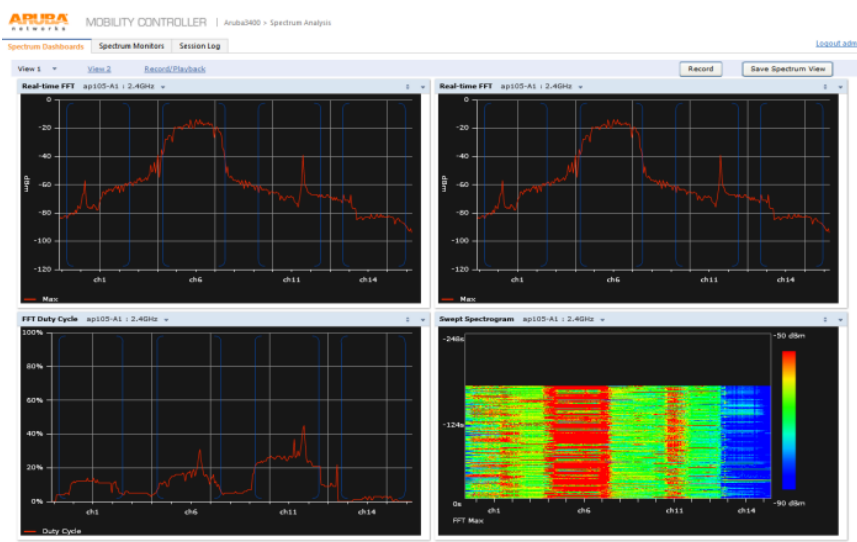 ARUBA networks MOBILITY CONTROLLER | Aruba3400 > Spectrum Analysis
Logout adm
Spectrum Dashboards Spectrum Monitors Session Log
View 1 View 2 Record/Playback Record Save Spectrum View
Real-time FFT ap105-A1 : 2.4GHz
0
-20
-40
-60
-80
-100
-120
dBm
ch1 ch6 ch11 ch14
Max
Real-time FFT ap105-A1 : 2.4GHz
0
-20
-40
-60
-80
-100
-120
dBm
ch1 ch6 ch11 ch14
Max
FFT Duty Cycle ap105-A1 : 2.4GHz
100%
80%
60%
40%
20%
0%
ch1 ch6 ch11 ch14
Duty Cycle
Swept Spectrogram ap105-A1 : 2.4GHz
-248s
-124s
0s
-50 dBm
-90 dBm
ch1 ch6 ch11 ch14
FFT Max